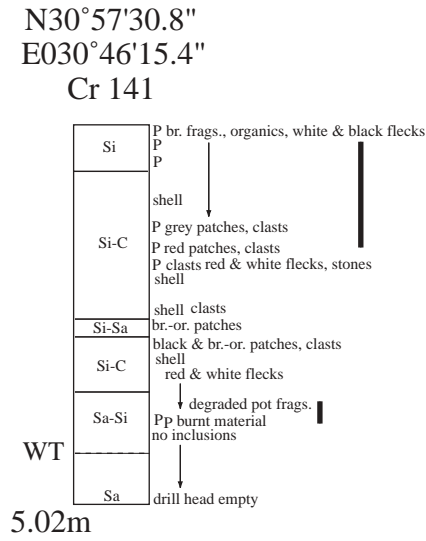 N30°57'30.8"
E030°46'15.4"
Cr 141
P br. frags., organics, white & black flecks
Si P
P
shell
P grey patches, clasts
Si-C P red patches, clasts
P clasts red & white flecks, stones
shell
shell clasts
Si-Sa br.-or. patches
black & br.-or. patches, clasts
Si-C shell
red & white flecks
degraded pot frags.
Sa-Si PP burnt material
no inclusions
WT
Sa drill head empty
5.02m